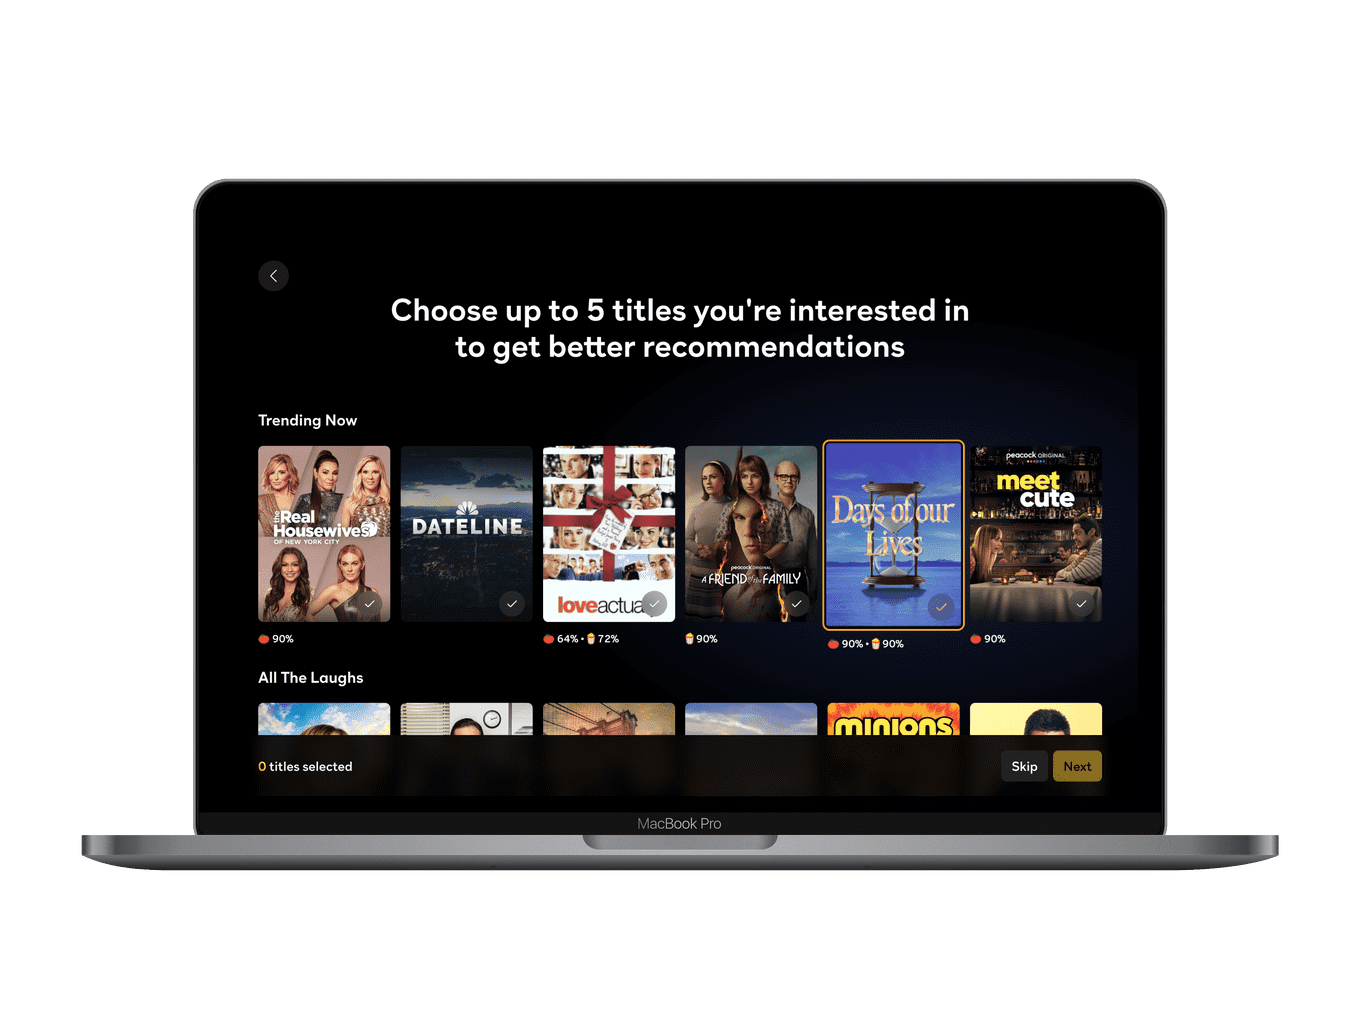 Choose up to 5 titles you're interested in
to get better recommendations
Trending Now
the Real
Housewives
OF NEW YORK CITY
DATELINE
love actua
peacock ORIGINAL
A FRIEND of the FAMILY
Days of our
Lives
peacock ORIGINAL
meet
cute
90%
64% • 72%
90%
90% • 90%
90%
All The Laughs
minions
0 titles selected
Skip
Next
MacBook Pro